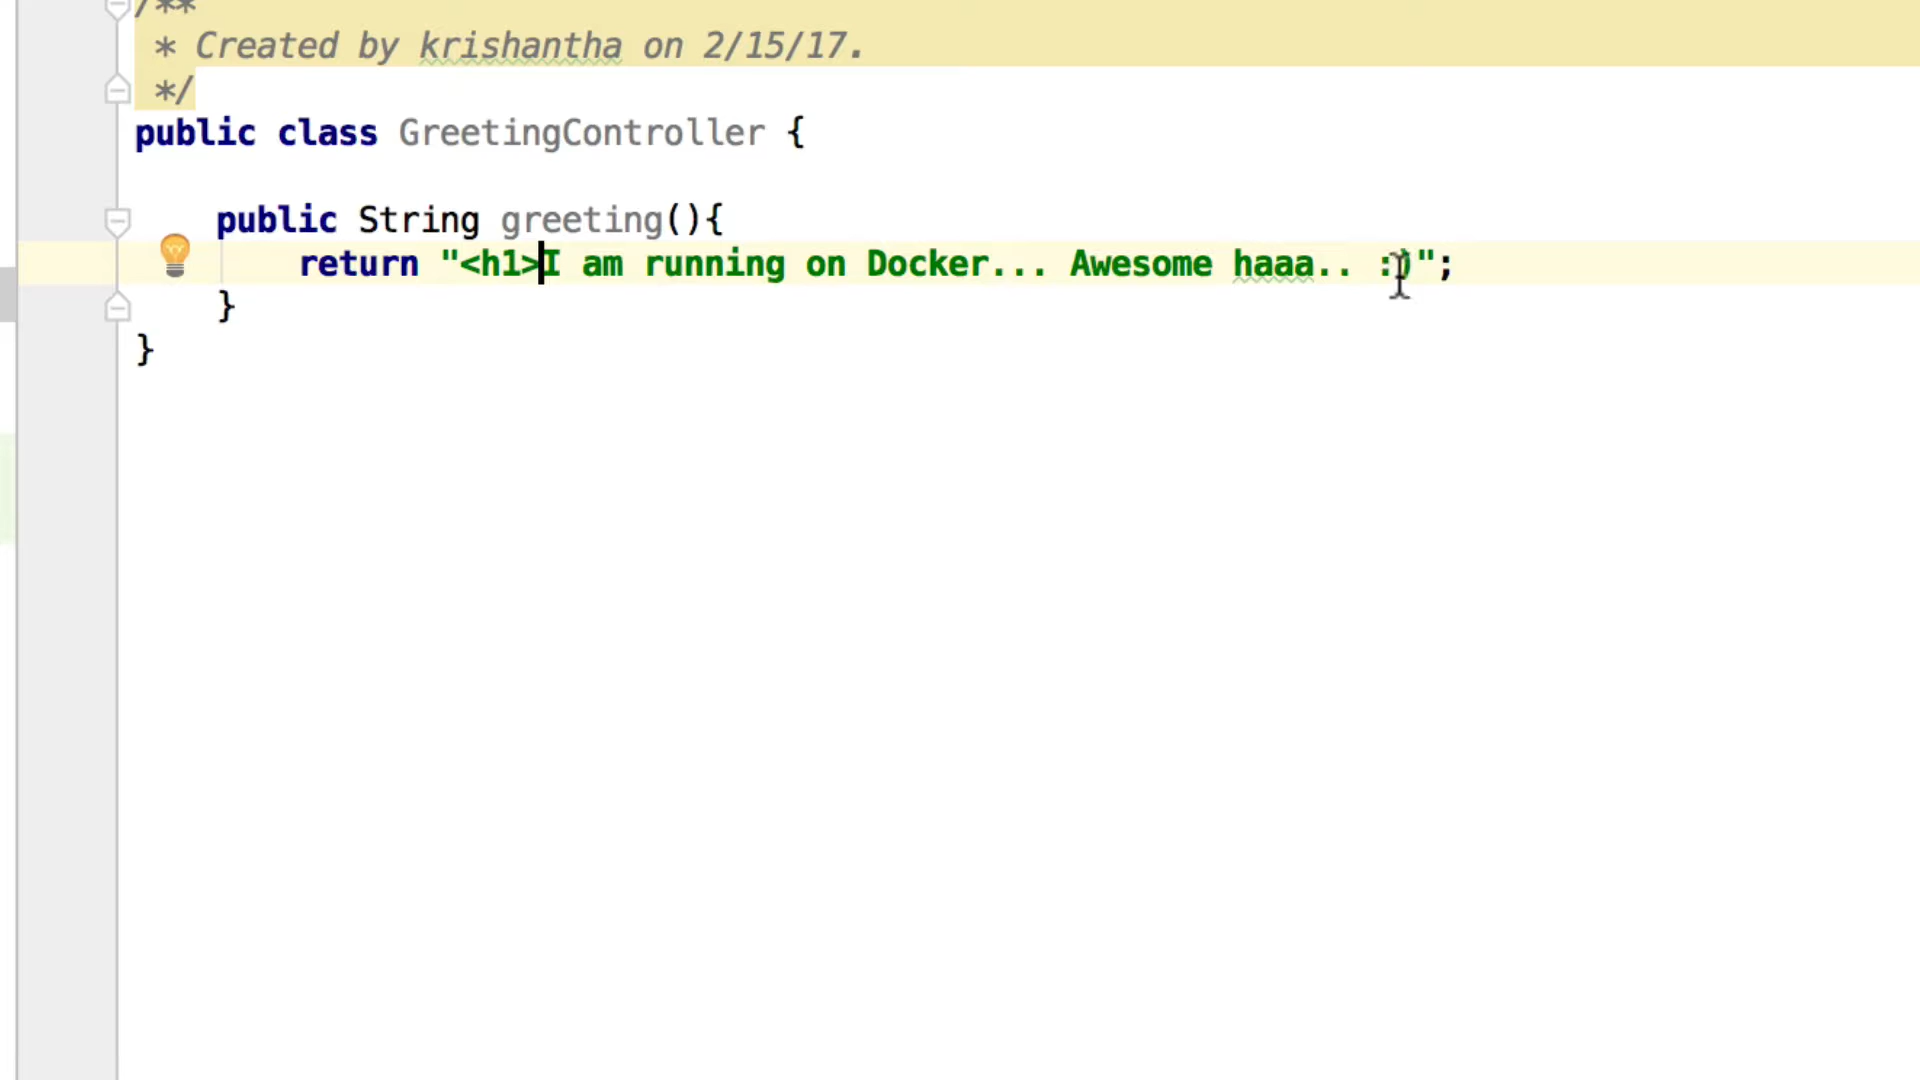 /**
 * Created by krishantha on 2/15/17.
 */
public class GreetingController {
    public String greeting(){
        return "<h1>I am running on Docker... Awesome haaa.. :)";
    }
}